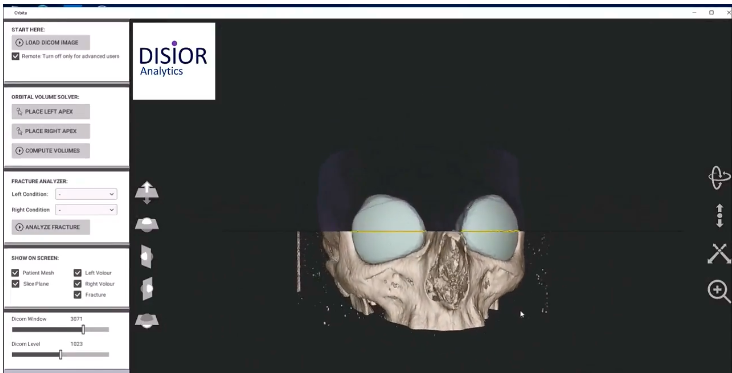 Orbita
START HERE:
LOAD DICOM IMAGE
Remote. Turn off only for advanced users
ORBITAL VOLUME SOLVER:
PLACE LEFT APEX
PLACE RIGHT APEX
COMPUTE VOLUMES
FRACTURE ANALYZER:
Left Condition: -
Right Condition -
ANALYZE FRACTURE
SHOW ON SCREEN:
Patient Mesh Left Volour
Slice Plane Right Volour
Fracture
Dicom Window 3071
Dicom Level 1023
DISIOR
Analytics